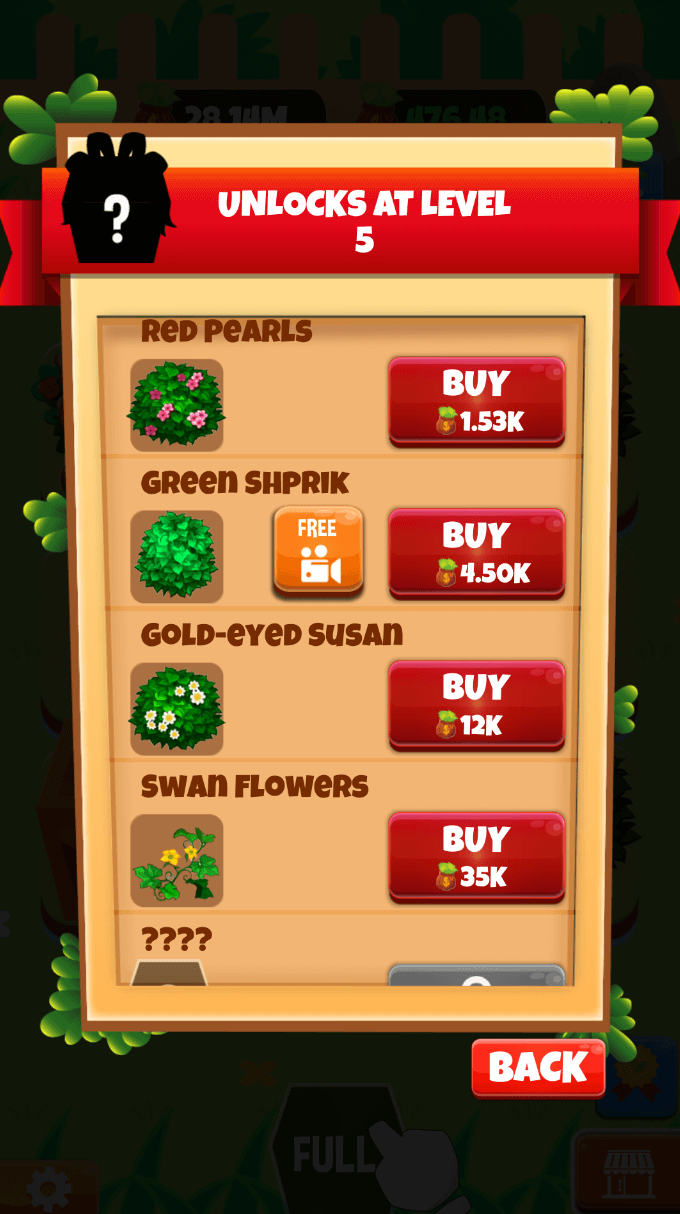 28.14M 476.48
?
UNLOCKS AT LEVEL
5
Red Pearls
BUY
1.53K
Green Shprik
FREE
BUY
4.50K
Gold-eyed Susan
BUY
12K
Swan Flowers
BUY
35K
????
BACK
FULL